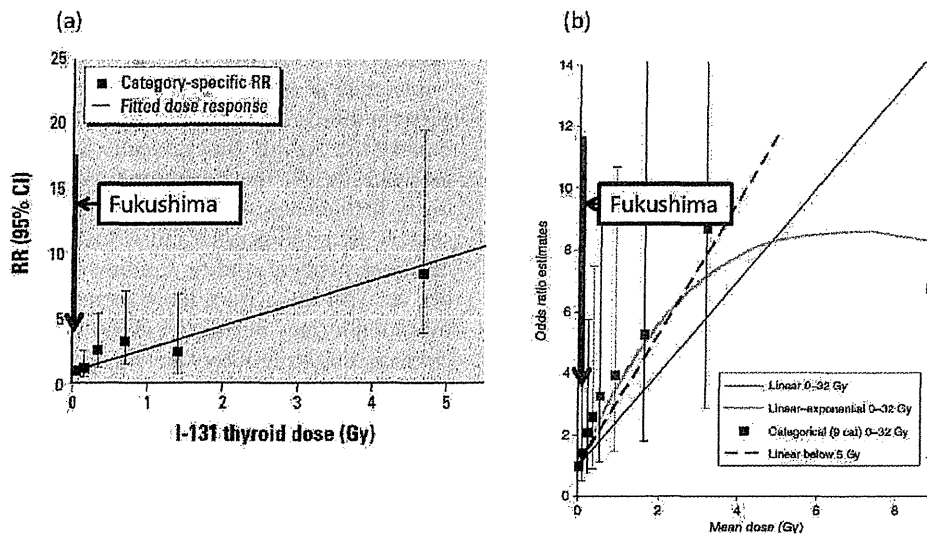 (a)
25
20
15
10
5
0
RR (95% CI)
Category-specific RR
Fitted dose response
Fukushima
0 1 2 3 4 5
I-131 thyroid dose (Gy)
(b)
14
12
10
8
6
4
2
0
Odds ratio estimates
Fukushima
Linear 0–32 Gy
Linear–exponential 0–32 Gy
Categorical (9 cat) 0–32 Gy
Linear below 5 Gy
0 2 4 6 8
Mean dose (Gy)